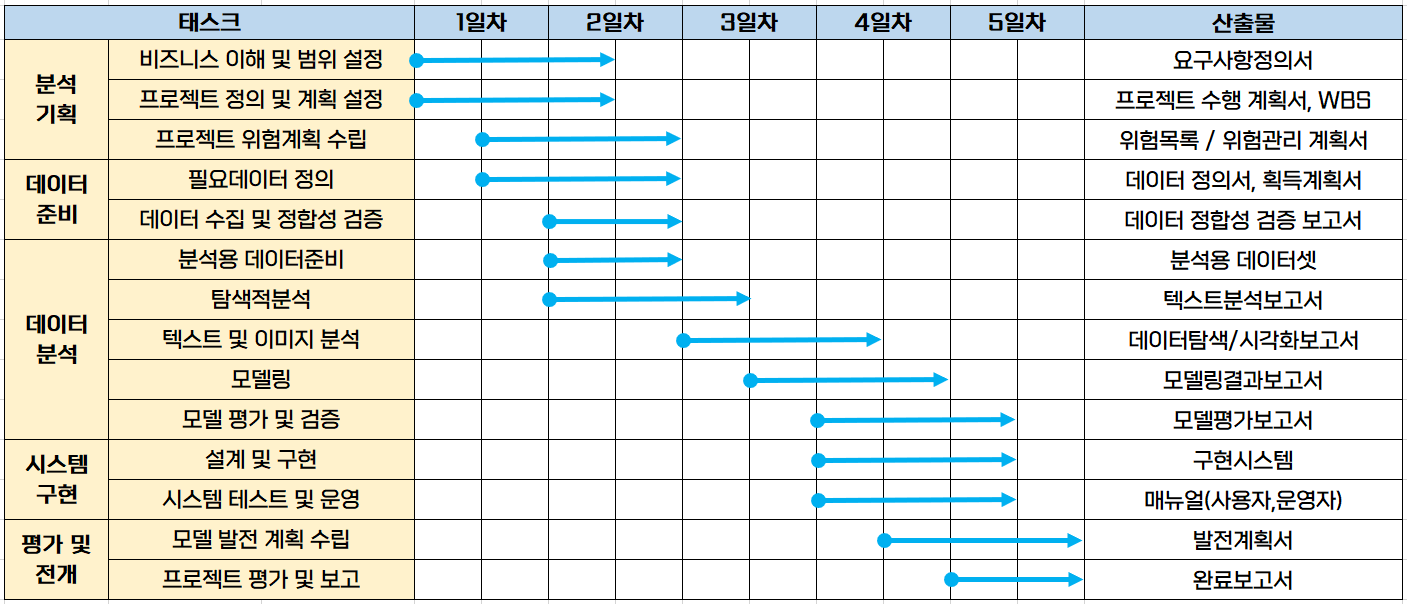 태스크 1일차 2일차 3일차 4일차 5일차 산출물
분석
기획
비즈니스 이해 및 범위 설정 요구사항정의서
프로젝트 정의 및 계획 설정 프로젝트 수행 계획서, WBS
프로젝트 위험계획 수립 위험목록 / 위험관리 계획서
데이터
준비
필요데이터 정의 데이터 정의서, 획득계획서
데이터 수집 및 정합성 검증 데이터 정합성 검증 보고서
데이터
분석
분석용 데이터준비 분석용 데이터셋
탐색적분석 텍스트분석보고서
텍스트 및 이미지 분석 데이터탐색/시각화보고서
모델링 모델링결과보고서
모델 평가 및 검증 모델평가보고서
시스템
구현
설계 및 구현 구현시스템
시스템 테스트 및 운영 매뉴얼(사용자,운영자)
평가 및
전개
모델 발전 계획 수립 발전계획서
프로젝트 평가 및 보고 완료보고서